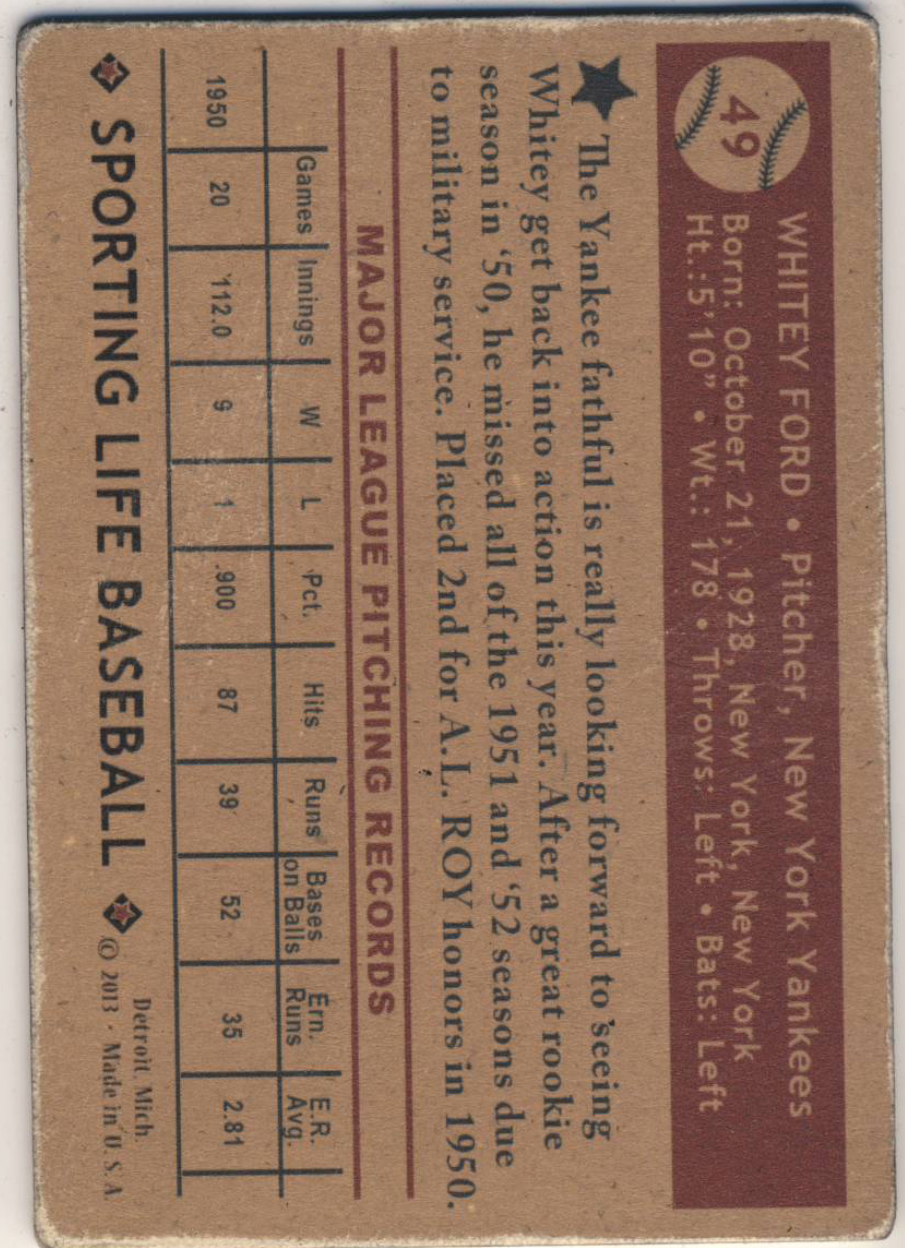 49
WHITEY FORD • Pitcher, New York Yankees
Born: October 21, 1928, New York, New York
Ht.:5'10" • Wt.: 178 • Throws: Left • Bats: Left
The Yankee faithful is really looking forward to seeing
Whitey get back into action this year. After a great rookie
season in '50, he missed all of the 1951 and '52 seasons due
to military service. Placed 2nd for A.L. ROY honors in 1950.
MAJOR LEAGUE PITCHING RECORDS
Games Innings W L Pct. Hits Runs Bases on Balls Ern. Runs E.R. Avg.
1950 20 112.0 9 1 .900 87 39 52 35 2.81
SPORTING LIFE BASEBALL
Detroit, Mich.
© 2013 • Made in U. S. A.